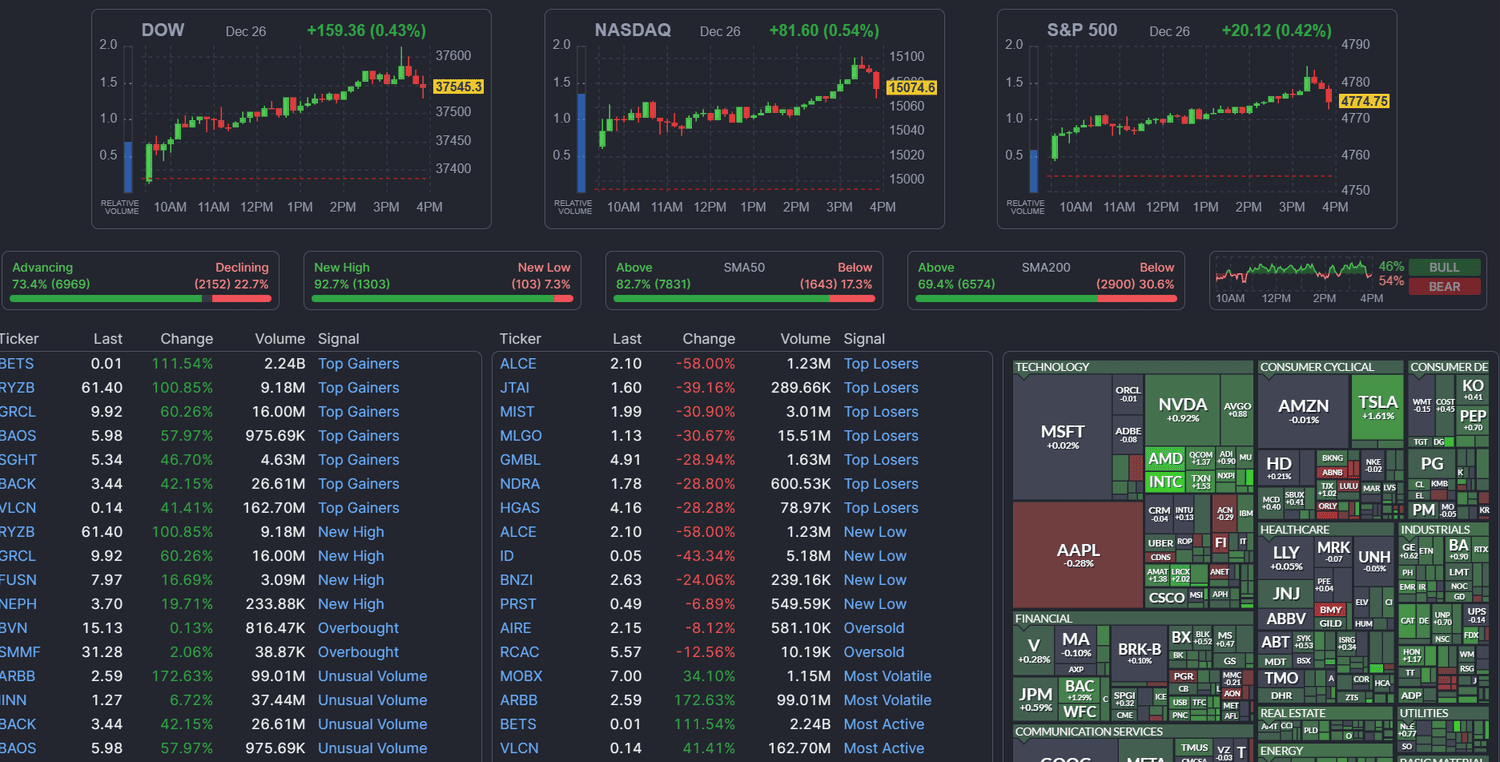 DOW Dec 26 +159.36 (0.43%)
2.0
1.5
1.0
0.5
37600
37545.3
37500
37450
37400
RELATIVE
VOLUME
10AM 11AM 12PM 1PM 2PM 3PM 4PM
NASDAQ Dec 26 +81.60 (0.54%)
2.0
1.5
1.0
0.5
15100
15074.6
15060
15040
15020
15000
RELATIVE
VOLUME
10AM 11AM 12PM 1PM 2PM 3PM 4PM
S&P 500 Dec 26 +20.12 (0.42%)
2.0
1.5
1.0
0.5
4790
4780
4774.75
4770
4760
4750
RELATIVE
VOLUME
10AM 11AM 12PM 1PM 2PM 3PM 4PM
Advancing Declining
73.4% (6969) (2152) 22.7%
New High New Low
92.7% (1303) (103) 7.3%
Above SMA50 Below
82.7% (7831) (1643) 17.3%
Above SMA200 Below
69.4% (6574) (2900) 30.6%
46% BULL
54% BEAR
10AM 12PM 2PM 4PM
Ticker Last Change Volume Signal
BETS 0.01 111.54% 2.24B Top Gainers
RYZB 61.40 100.85% 9.18M Top Gainers
GRCL 9.92 60.26% 16.00M Top Gainers
BAOS 5.98 57.97% 975.69K Top Gainers
SGHT 5.34 46.70% 4.63M Top Gainers
BACK 3.44 42.15% 26.61M Top Gainers
VLCN 0.14 41.41% 162.70M Top Gainers
RYZB 61.40 100.85% 9.18M New High
GRCL 9.92 60.26% 16.00M New High
FUSN 7.97 16.69% 3.09M New High
NEPH 3.70 19.71% 233.88K New High
BVN 15.13 0.13% 816.47K Overbought
SMMF 31.28 2.06% 38.87K Overbought
ARBB 2.59 172.63% 99.01M Unusual Volume
INN 1.27 6.72% 37.44M Unusual Volume
BACK 3.44 42.15% 26.61M Unusual Volume
BAOS 5.98 57.97% 975.69K Unusual Volume
Ticker Last Change Volume Signal
ALCE 2.10 -58.00% 1.23M Top Losers
JTAI 1.60 -39.16% 289.66K Top Losers
MIST 1.99 -30.90% 3.01M Top Losers
MLGO 1.13 -30.67% 15.51M Top Losers
GMBL 4.91 -28.94% 1.63M Top Losers
NDRA 1.78 -28.80% 600.53K Top Losers
HGAS 4.16 -28.28% 78.97K Top Losers
ALCE 2.10 -58.00% 1.23M New Low
ID 0.05 -43.34% 5.18M New Low
BNZI 2.63 -24.06% 239.16K New Low
PRST 0.49 -6.89% 549.59K New Low
AIRE 2.15 -8.12% 581.10K Oversold
RCAC 5.57 -12.56% 10.19K Oversold
MOBX 7.00 34.10% 1.15M Most Volatile
ARBB 2.59 172.63% 99.01M Most Volatile
BETS 0.01 111.54% 2.24B Most Active
VLCN 0.14 41.41% 162.70M Most Active
TECHNOLOGY
MSFT
+0.02%
ORCL
-0.01
ADBE
-0.08
NVDA
+0.92%
AVGO
+0.88
AMD
INTC
QCOM
+1.37
TXN
+1.53
ADI
+0.90
MU
NXPI
AAPL
-0.28%
CRM
-0.04
INTU
+0.13
ACN
-0.29
IBM
UBER
ROP
FI
IT
CDNS
AMAT
+1.38
LRCX
+2.02
ANET
CSCO
MSI
APH
CONSUMER CYCLICAL
AMZN
-0.01%
TSLA
+1.61%
HD
+0.21%
BKNG
NKE
-0.02
ABNB
MCD
+0.40
SBUX
+0.41
TJX
+1.02
LULU
MAR
LVS
ORLY
CONSUMER DE
WMT
-0.15
COST
+0.45
KO
+0.41
PEP
+0.70
TGT
DG
PG
K
CL
KMB
EL
PM
MO
-0.05
KR
HEALTHCARE
LLY
+0.05%
MRK
-0.07
UNH
-0.05%
JNJ
PFE
+0.04
ABBV
BMY
GILD
ELV
CI
HUM
ABT
SYK
+0.53
ISRG
+0.34
MDT
BSX
TMO
A
COR
HCA
DHR
ZTS
INDUSTRIALS
GE
+0.62
ETN
BA
+0.90
RTX
PH
LMT
EMR
IR
NOC
GD
CAT
DE
UNP
+0.70
UPS
-0.14
NSC
FDX
HON
+1.17
WM
RSG
TT
J
ADP
FINANCIAL
V
+0.28%
MA
-0.10%
AXP
BRK-B
+0.10%
BX
BLK
+0.52
MS
+0.47
BK
GS
JPM
+0.59%
BAC
+1.29%
WFC
C
SPGI
+0.32
ICE
CME
PGR
CB
L
MMC
-0.21
AON
USB
TFC
PNC
MET
AFL
REAL ESTATE
AMT
CCI
PLD
O
UTILITIES
NEE
+0.77
SO
COMMUNICATION SERVICES
GOOG
META
TMUS
CMCSA
VZ
-0.03
T
ENERGY
BASIC MATERIAL